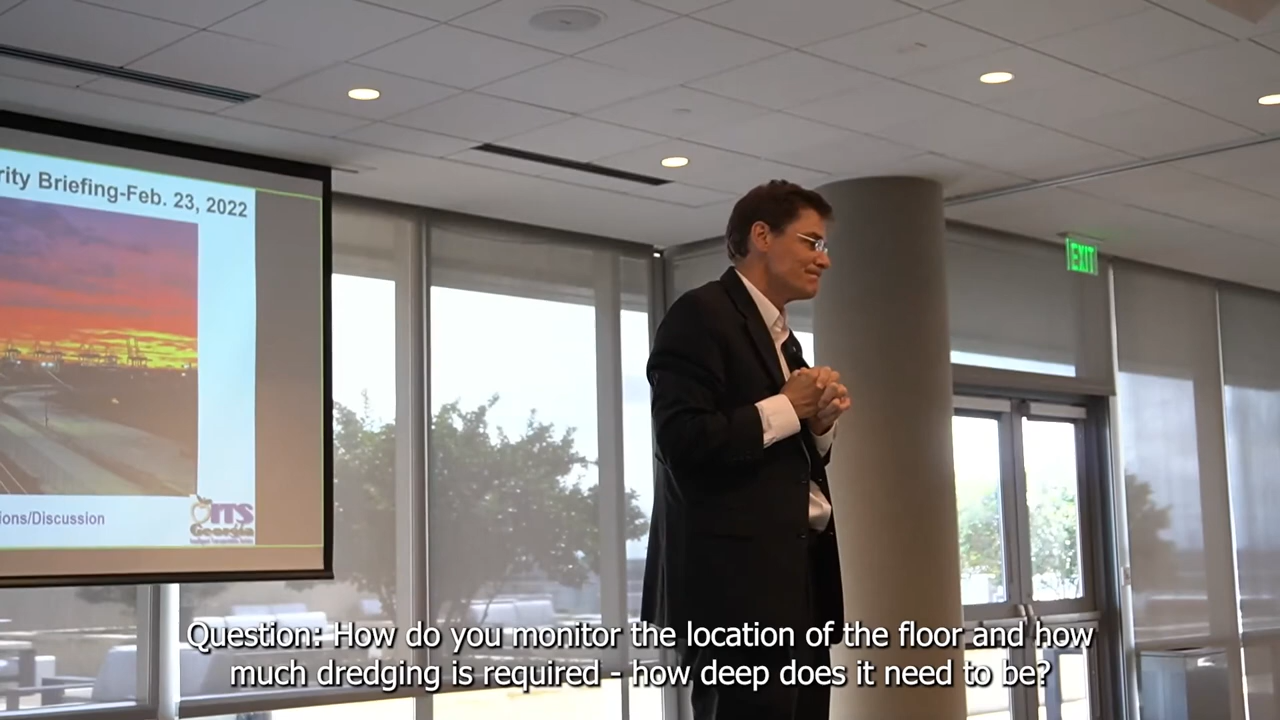 rity Briefing-Feb. 23, 2022
ions/Discussion
ITS
Georgia
EXIT
Question: How do you monitor the location of the floor and how
much dredging is required - how deep does it need to be?